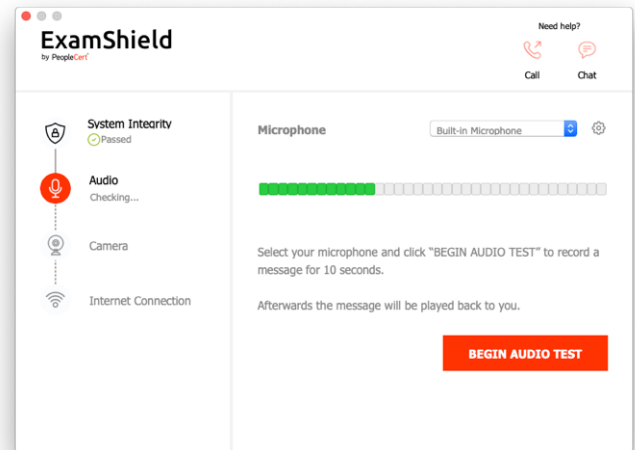 Need help?
ExamShield
by PeopleCert
Call
Chat
System Integrity
Passed
Microphone
Built-in Microphone
Audio
Checking...
Camera
Select your microphone and click “BEGIN AUDIO TEST” to record a
message for 10 seconds.
Internet Connection
Afterwards the message will be played back to you.
BEGIN AUDIO TEST